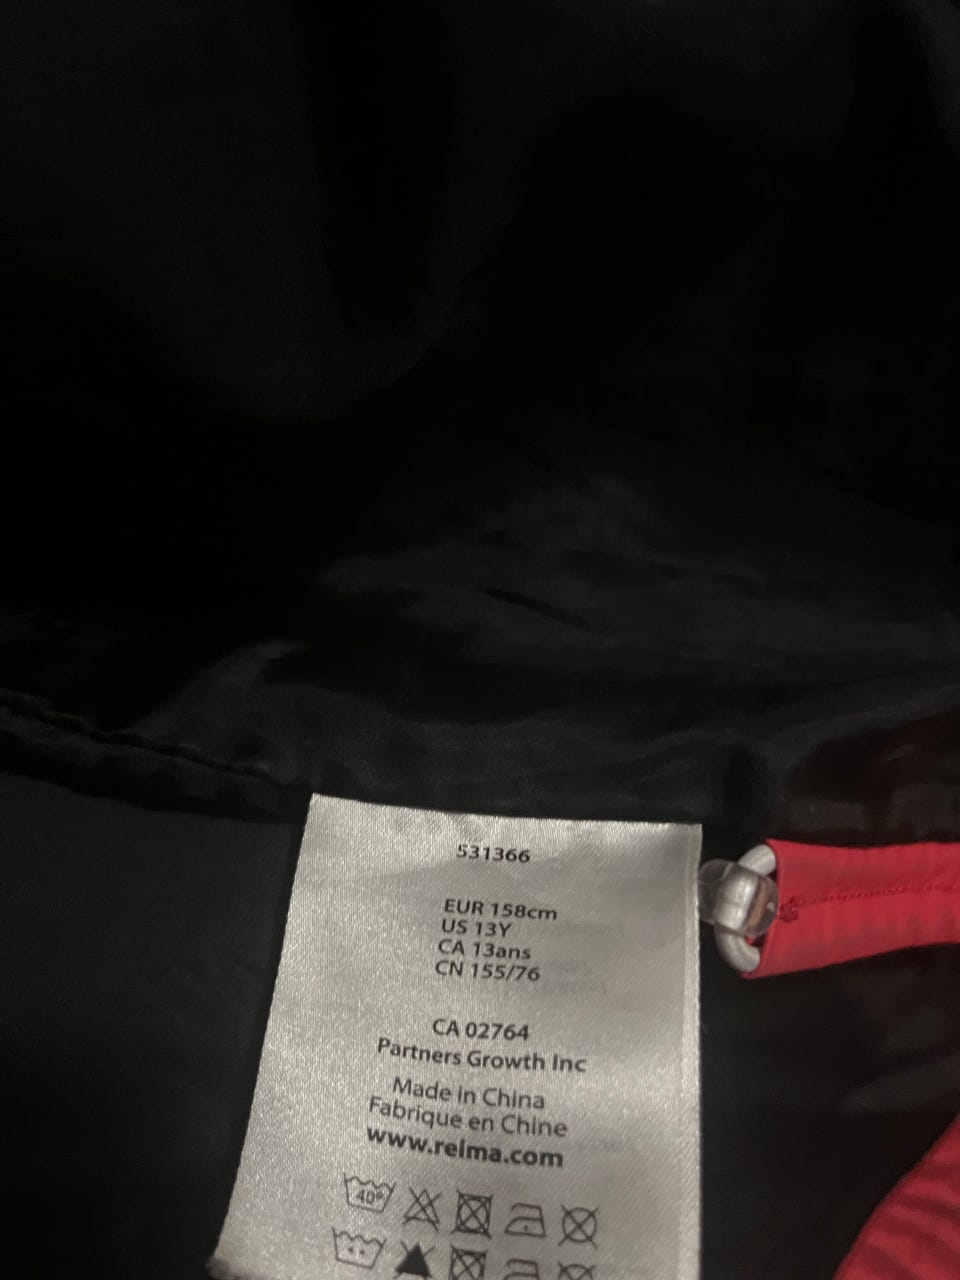 531366
EUR 158cm
US 13Y
CA 13ans
CN 155/76
CA 02764
Partners Growth Inc
Made in China
Fabrique en Chine
www.reima.com
40°